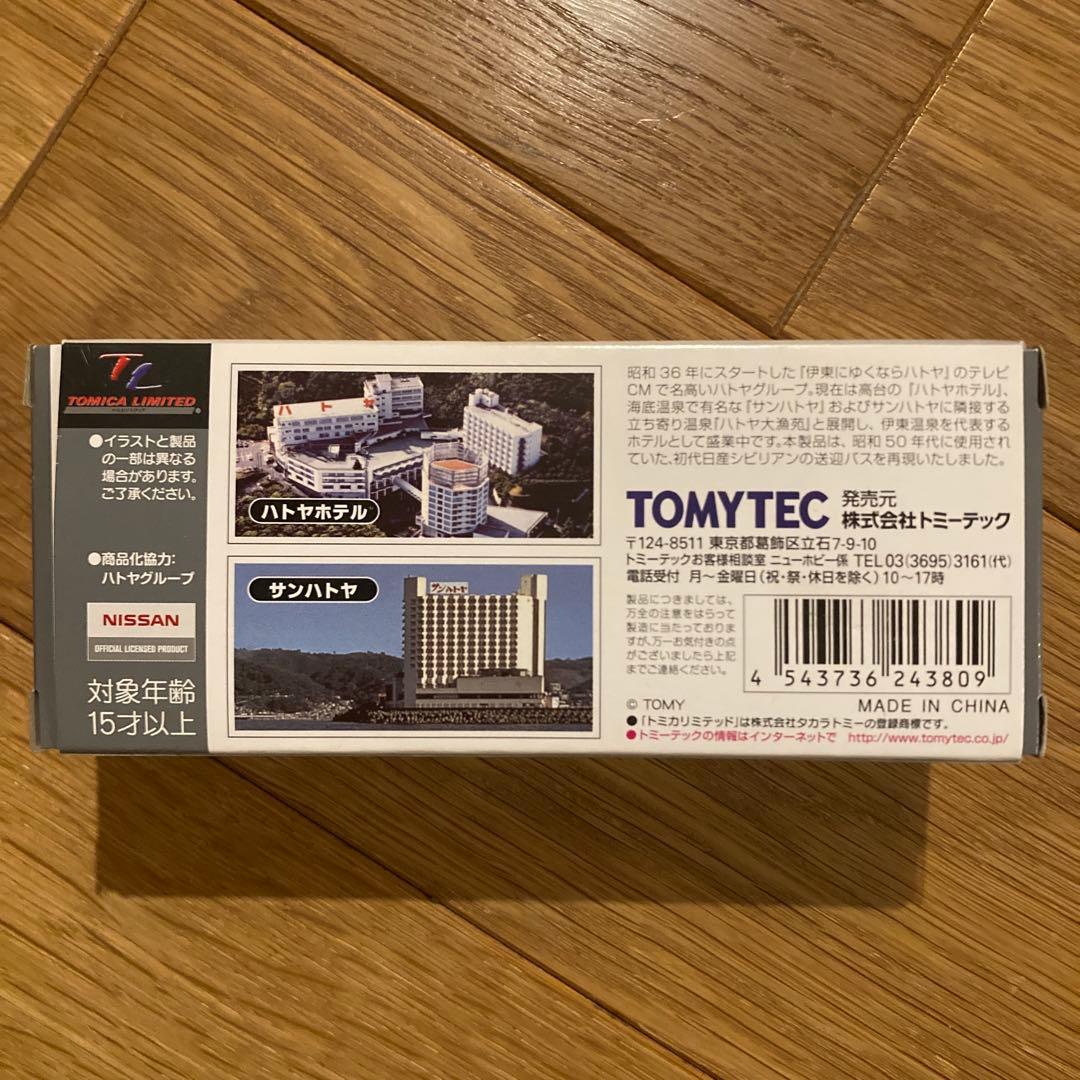 TL
TOMICA LIMITED
●イラストと製品
の一部は異なる
場合があります。
ご了承ください。
●商品化協力:
ハトヤグループ
NISSAN
OFFICIAL LICENSED PRODUCT
対象年齢
15才以上
ハトヤ
ハトヤホテル
サンハトヤ
サンハトヤ
昭和36年にスタートした『伊東にゆくならハトヤ』のテレビ
CMで名高いハトヤグループ。現在は高台の「ハトヤホテル」、
海底温泉で有名な『サンハトヤ』およびサンハトヤに隣接する
立ち寄り温泉『ハトヤ大漁苑』と展開し、伊東温泉を代表する
ホテルとして盛業中です。本製品は、昭和50年代に使用されて
いた、初代日産シビリアンの送迎バスを再現いたしました。
TOMYTEC 発売元
株式会社トミーテック
〒124-8511 東京都葛飾区立石7-9-10
トミーテックお客様相談室 ニューホビー係 TEL 03(3695)3161(代)
電話受付 月～金曜日(祝・祭・休日を除く)10～17時
製品につきましては、
万全の注意をはらって
製造に当たっておりま
すが、万一お気付きの点
がございましたら上記
までご連絡ください。
4 543736 243809
© TOMY MADE IN CHINA
●「トミカリミテッド」は株式会社タカラトミーの登録商標です。
●トミーテックの情報はインターネットで http://www.tomytec.co.jp/